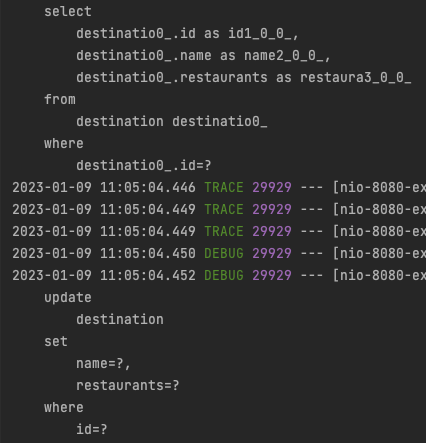 select
destinatio0_.id as id1_0_0_,
destinatio0_.name as name2_0_0_,
destinatio0_.restaurants as restaura3_0_0_
from
destination destinatio0_
where
destinatio0_.id=?
2023-01-09 11:05:04.446 TRACE 29929 --- [nio-8080-ex
2023-01-09 11:05:04.449 TRACE 29929 --- [nio-8080-ex
2023-01-09 11:05:04.449 TRACE 29929 --- [nio-8080-ex
2023-01-09 11:05:04.450 DEBUG 29929 --- [nio-8080-ex
2023-01-09 11:05:04.452 DEBUG 29929 --- [nio-8080-ex
update
destination
set
name=?,
restaurants=?
where
id=?